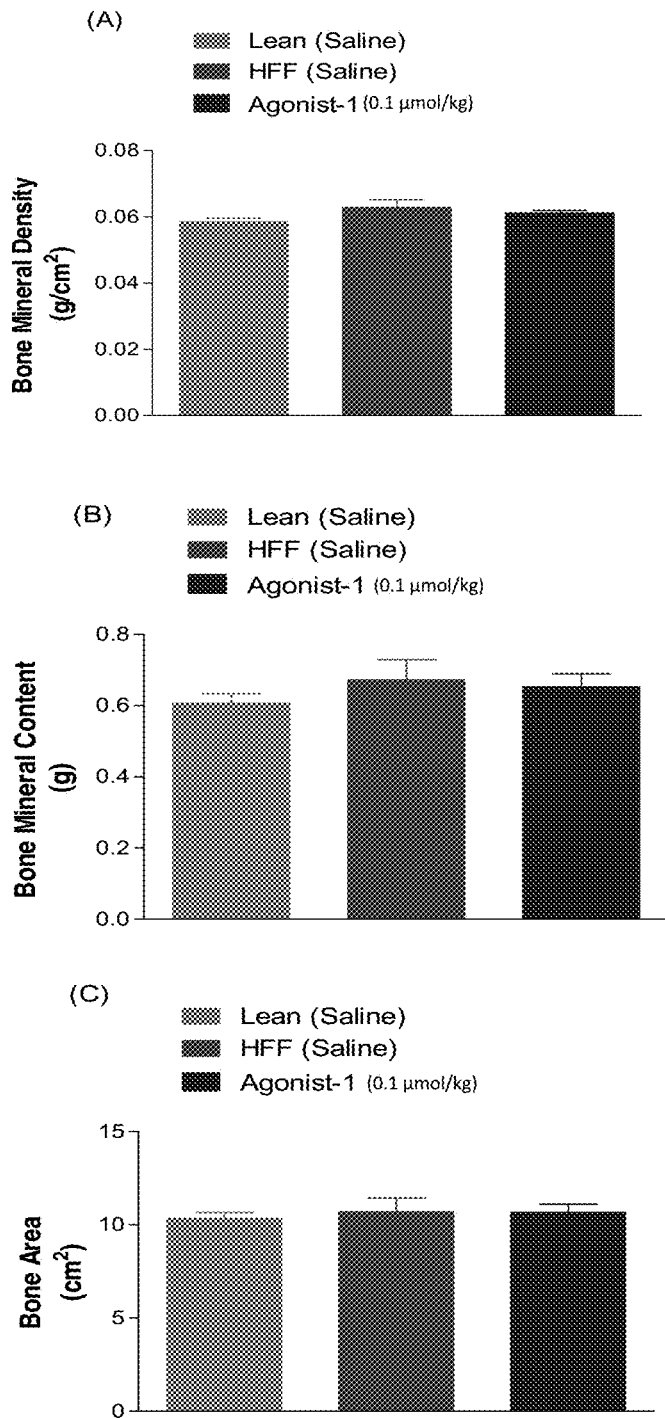 (A)
Lean (Saline)
HFF (Saline)
Agonist-1 (0.1 μmol/kg)
Bone Mineral Density
(g/cm²)
0.08
0.06
0.04
0.02
0.00
(B)
Lean (Saline)
HFF (Saline)
Agonist-1 (0.1 μmol/kg)
Bone Mineral Content
(g)
0.8
0.6
0.4
0.2
0.0
(C)
Lean (Saline)
HFF (Saline)
Agonist-1 (0.1 μmol/kg)
Bone Area
(cm²)
15
10
5
0